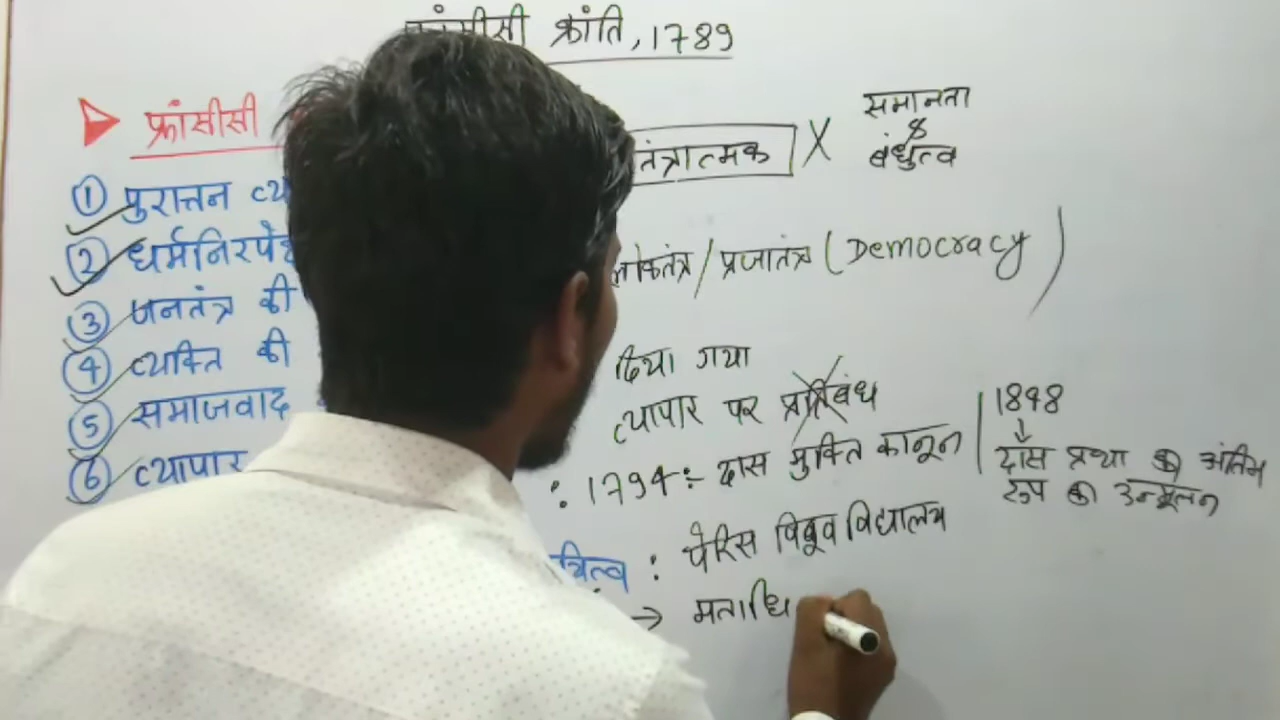 क्रांति, 1789
▶ फ्रांसीसी
समानता
&
बंधुत्व
तंत्रात्मक X
① पुरातन
② धर्मनिरपे
लोकतंत्र / प्रजातंत्र ( Democracy )
③ जनतंत्र की
④ व्यक्ति की
दिया गया
⑤ समाजवाद
व्यापार पर प्रतिबंध
⑥ व्यापार
: 1794 :- दास मुक्ति कानून
1848
↓
दास प्रथा का अंतिम
रूप का उन्मूलन
: पेरिस विश्वविद्यालय
→ मताधि